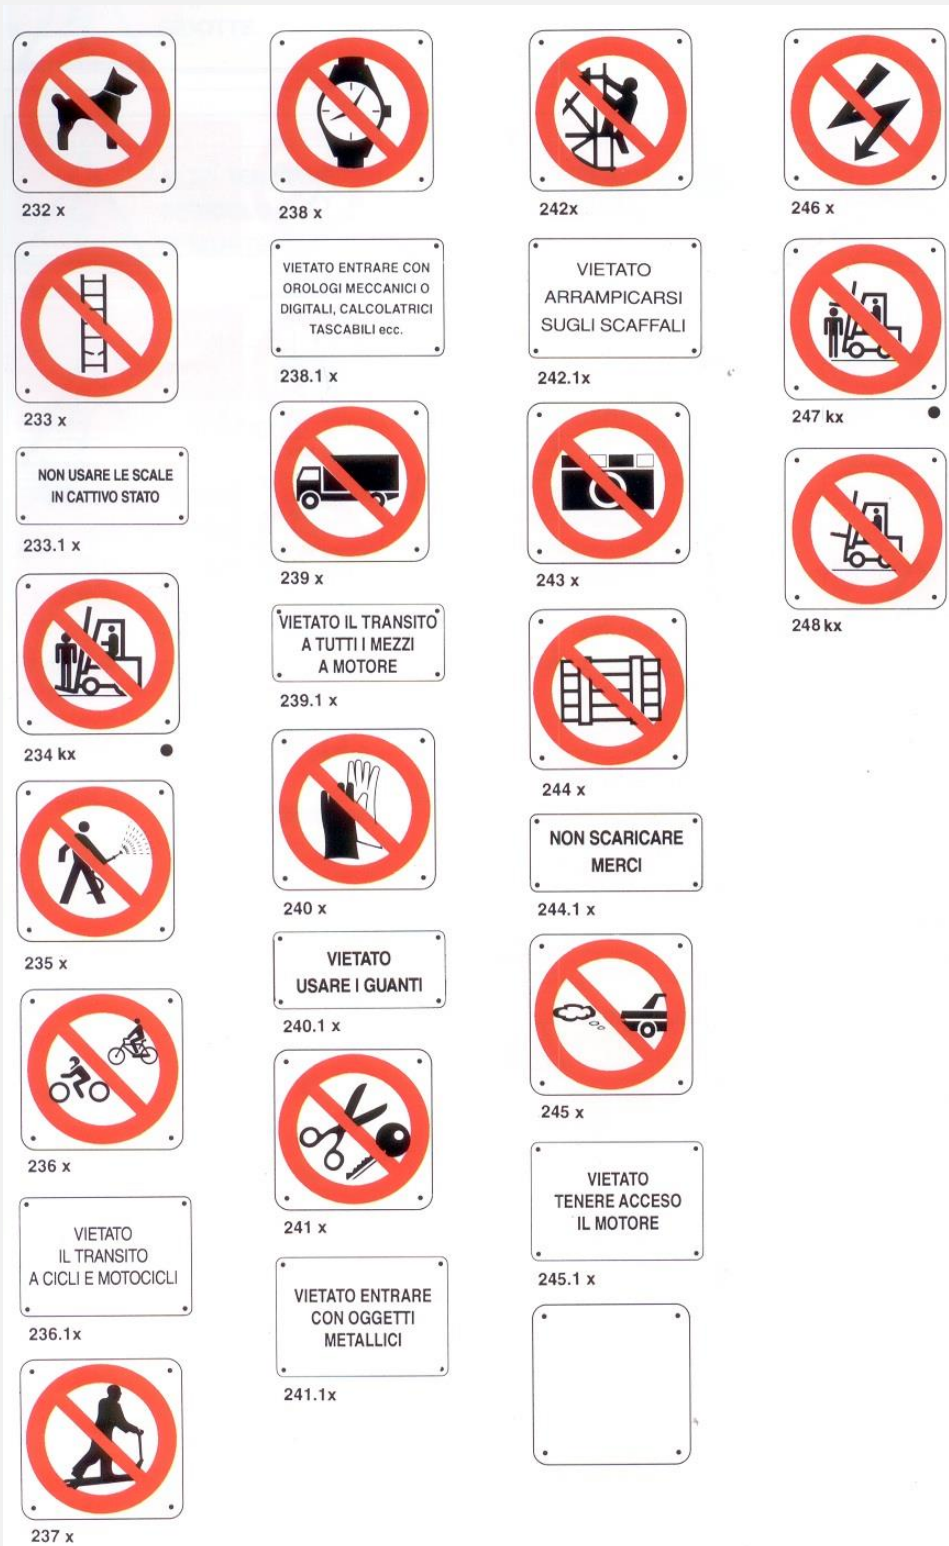 232 x
233 x
NON USARE LE SCALE
IN CATTIVO STATO
233.1 x
234 kx
235 x
236 x
VIETATO
IL TRANSITO
A CICLI E MOTOCICLI
236.1x
237 x
238 x
VIETATO ENTRARE CON
OROLOGI MECCANICI O
DIGITALI, CALCOLATRICI
TASCABILI ecc.
238.1 x
239 x
VIETATO IL TRANSITO
A TUTTI I MEZZI
A MOTORE
239.1 x
240 x
VIETATO
USARE I GUANTI
240.1 x
241 x
VIETATO ENTRARE
CON OGGETTI
METALLICI
241.1x
242x
VIETATO
ARRAMPICARSI
SUGLI SCAFFALI
242.1x
243 x
244 x
NON SCARICARE
MERCI
244.1 x
245 x
VIETATO
TENERE ACCESO
IL MOTORE
245.1 x
246 x
247 kx
248 kx